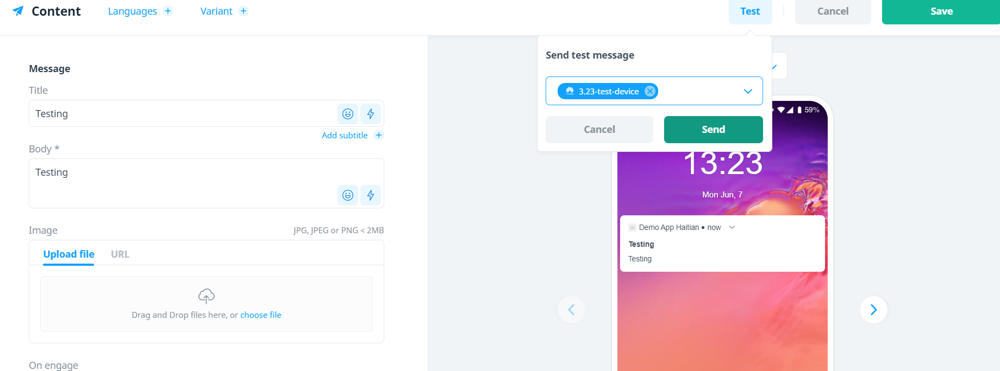 Content
Languages +
Variant +
Test
Cancel
Save
Message
Title
Testing
Add subtitle +
Body *
Testing
Image
JPG, JPEG or PNG < 2MB
Upload file
URL
Drag and Drop files here, or choose file
On engage
Send test message
3.23-test-device
Cancel
Send
59%
13:23
Mon Jun, 7
Demo App Haitian • now
Testing
Testing